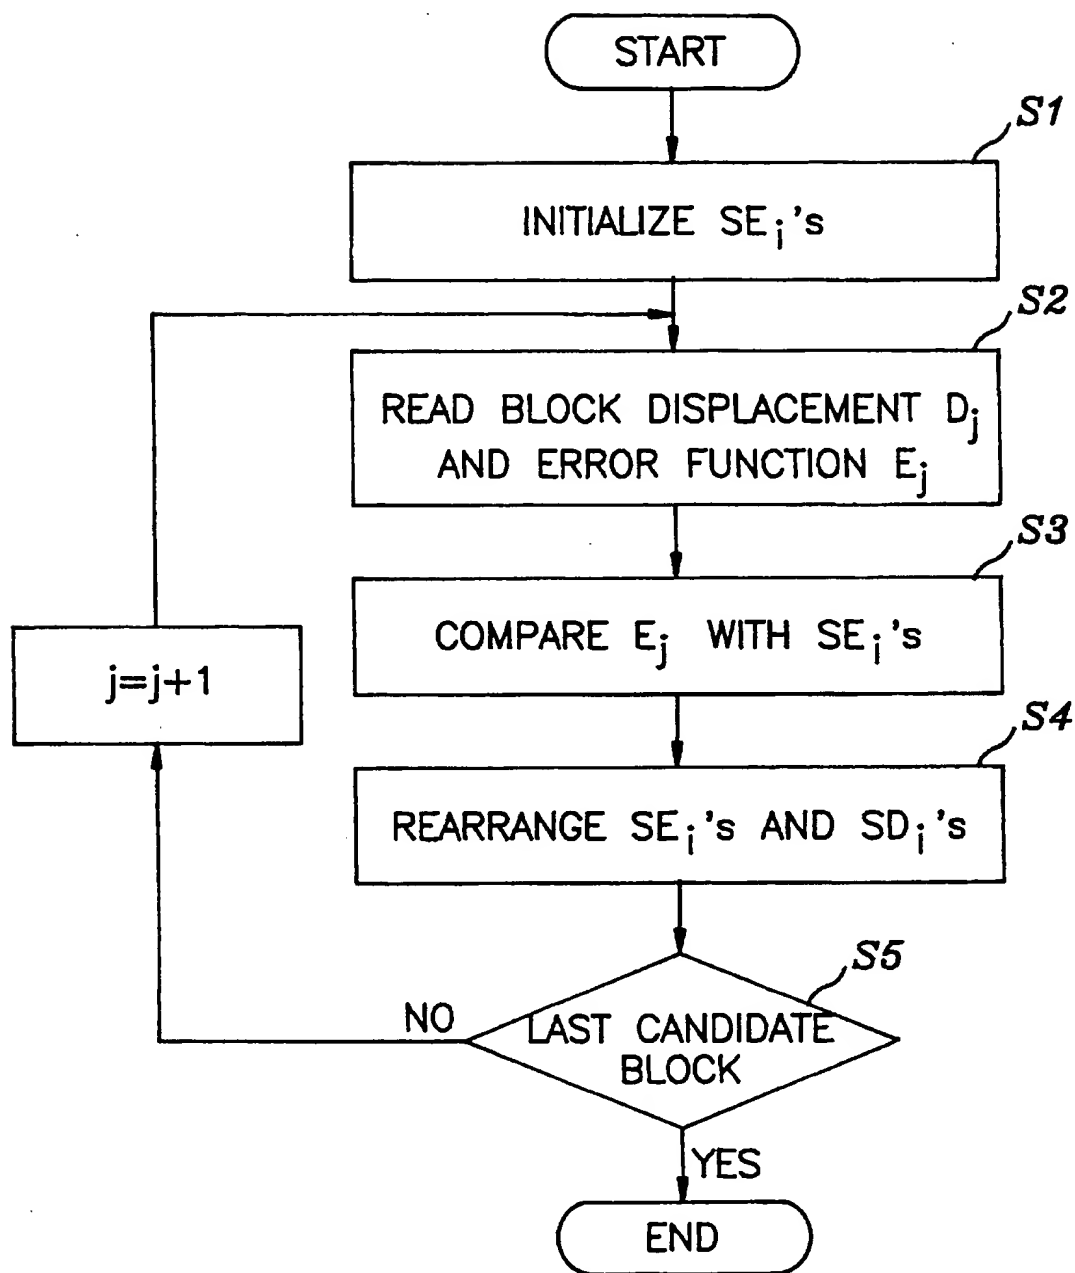 START
S1
INITIALIZE SEi's
S2
READ BLOCK DISPLACEMENT Dj
AND ERROR FUNCTION Ej
S3
COMPARE Ej WITH SEi's
j=j+1
S4
REARRANGE SEi's AND SDi's
S5
NO
LAST CANDIDATE
BLOCK
YES
END